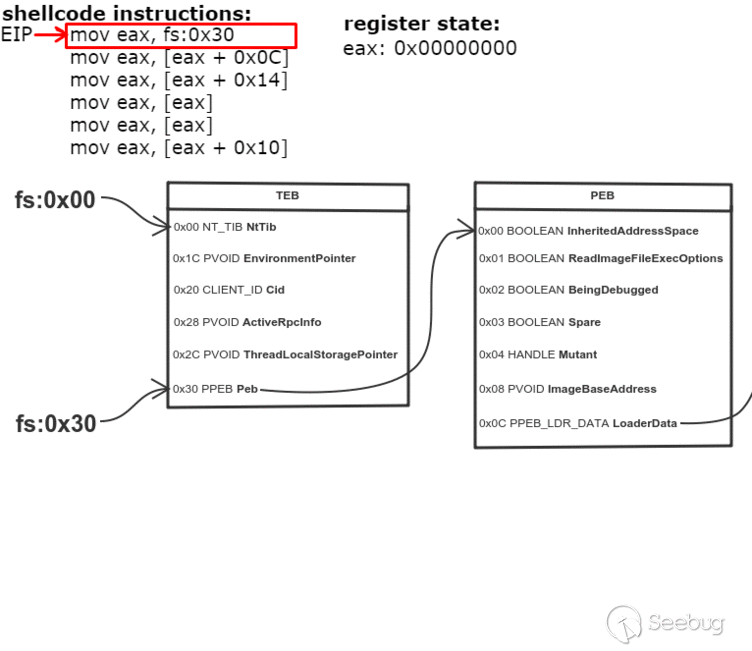 shellcode instructions:
EIP
mov eax, fs:0x30
mov eax, [eax + 0x0C]
mov eax, [eax + 0x14]
mov eax, [eax]
mov eax, [eax]
mov eax, [eax + 0x10]
register state:
eax: 0x00000000
fs:0x00
fs:0x30
TEB
0x00 NT_TIB NtTib
0x1C PVOID EnvironmentPointer
0x20 CLIENT_ID Cid
0x28 PVOID ActiveRpcInfo
0x2C PVOID ThreadLocalStoragePointer
0x30 PPEB Peb
PEB
0x00 BOOLEAN InheritedAddressSpace
0x01 BOOLEAN ReadImageFileExecOptions
0x02 BOOLEAN BeingDebugged
0x03 BOOLEAN Spare
0x04 HANDLE Mutant
0x08 PVOID ImageBaseAddress
0x0C PPEB_LDR_DATA LoaderData
Seebug